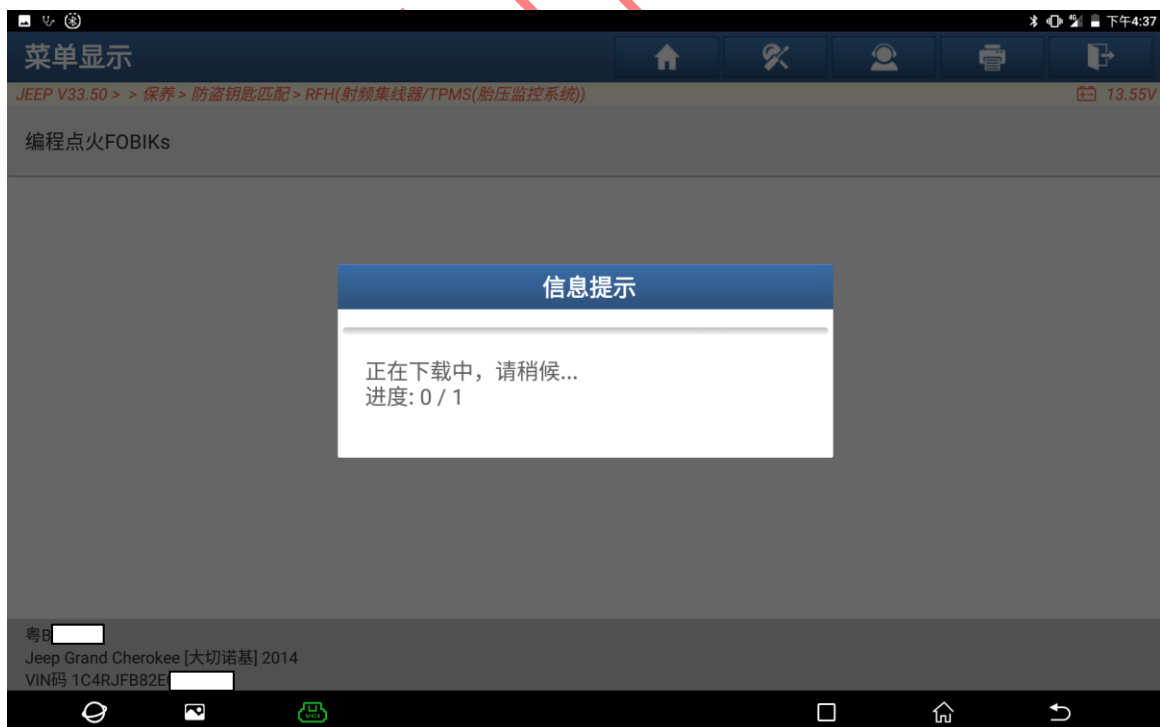 下午4:37
菜单显示
JEEP V33.50 > > 保养 > 防盗钥匙匹配 > RFH(射频集线器/TPMS(胎压监控系统)) 13.55V
编程点火FOBIKs
信息提示
正在下载中，请稍候...
进度: 0 / 1
粤B
Jeep Grand Cherokee [大切诺基] 2014
VIN码 1C4RJFB82E
VCI